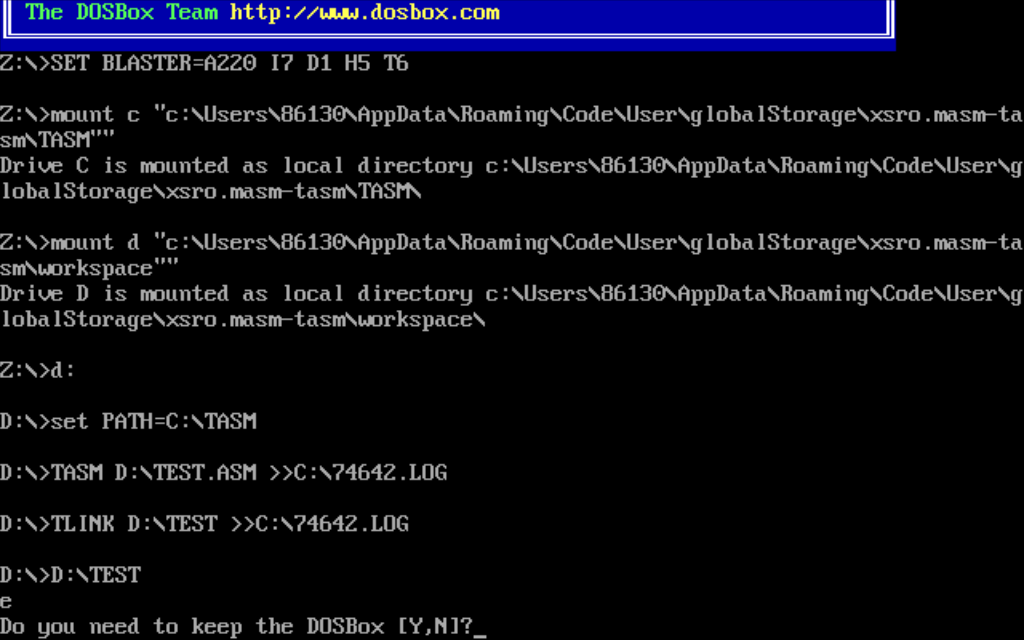 The DOSBox Team http://www.dosbox.com
Z:\>SET BLASTER=A220 I7 D1 H5 T6
Z:\>mount c "c:\Users\86130\AppData\Roaming\Code\User\globalStorage\xsro.masm-ta
sm\TASM""
Drive C is mounted as local directory c:\Users\86130\AppData\Roaming\Code\User\g
lobalStorage\xsro.masm-tasm\TASM\
Z:\>mount d "c:\Users\86130\AppData\Roaming\Code\User\globalStorage\xsro.masm-ta
sm\workspace""
Drive D is mounted as local directory c:\Users\86130\AppData\Roaming\Code\User\g
lobalStorage\xsro.masm-tasm\workspace\
Z:\>d:
D:\>set PATH=C:\TASM
D:\>TASM D:\TEST.ASM >>C:\74642.LOG
D:\>TLINK D:\TEST >>C:\74642.LOG
D:\>D:\TEST
e
Do you need to keep the DOSBox [Y,N]?_